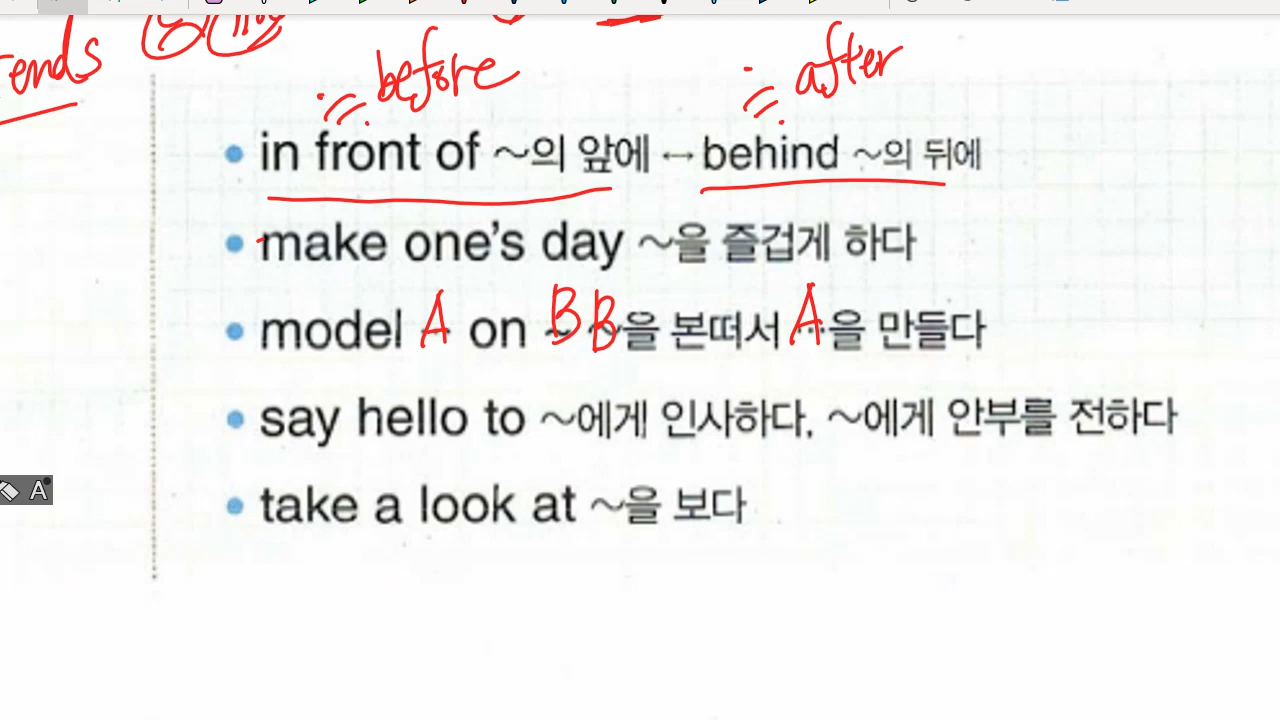 ends
before after
• in front of ~의 앞에 ↔ behind ~의 뒤에
• make one's day ~을 즐겁게 하다
• model A on B B을 본떠서 A을 만들다
• say hello to ~에게 인사하다, ~에게 안부를 전하다
• take a look at ~을 보다
A